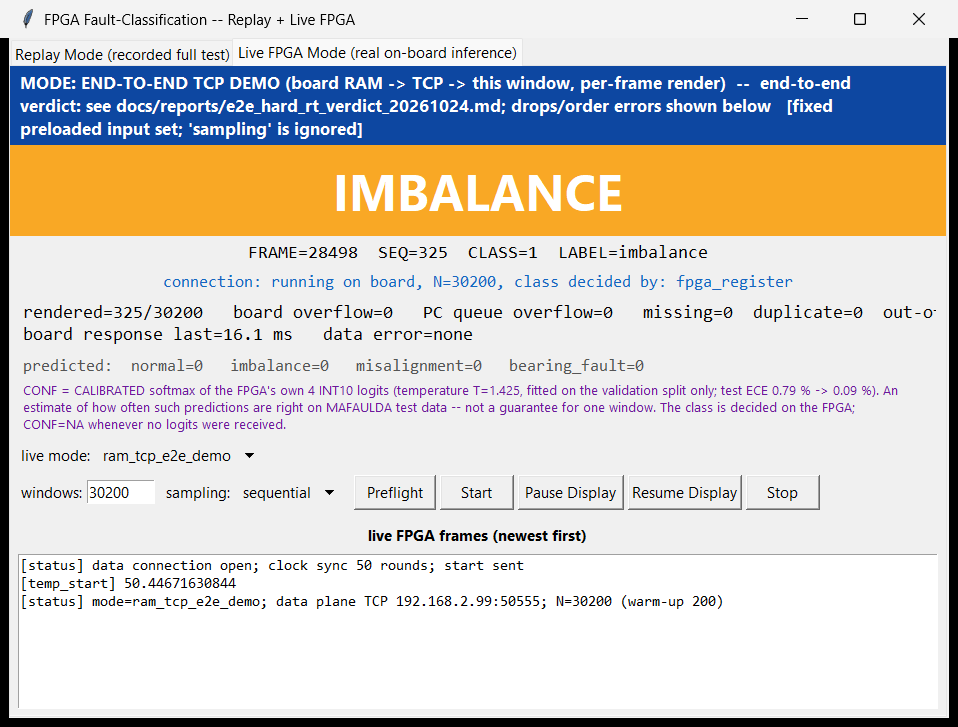 FPGA Fault-Classification -- Replay + Live FPGA
Replay Mode (recorded full test) Live FPGA Mode (real on-board inference)
MODE: END-TO-END TCP DEMO (board RAM -> TCP -> this window, per-frame render) -- end-to-end
verdict: see docs/reports/e2e_hard_rt_verdict_20261024.md; drops/order errors shown below [fixed
preloaded input set; 'sampling' is ignored]
IMBALANCE
FRAME=28498 SEQ=325 CLASS=1 LABEL=imbalance
connection: running on board, N=30200, class decided by: fpga_register
rendered=325/30200 board overflow=0 PC queue overflow=0 missing=0 duplicate=0 out-o
board response last=16.1 ms data error=none
predicted: normal=0 imbalance=0 misalignment=0 bearing_fault=0
CONF = CALIBRATED softmax of the FPGA's own 4 INT10 logits (temperature T=1.425, fitted on the validation split only; test ECE 0.79 % -> 0.09 %). An
estimate of how often such predictions are right on MAFAULDA test data -- not a guarantee for one window. The class is decided on the FPGA;
CONF=NA whenever no logits were received.
live mode: ram_tcp_e2e_demo
windows: 30200 sampling: sequential Preflight Start Pause Display Resume Display Stop
live FPGA frames (newest first)
[status] data connection open; clock sync 50 rounds; start sent
[temp_start] 50.44671630844
[status] mode=ram_tcp_e2e_demo; data plane TCP 192.168.2.99:50555; N=30200 (warm-up 200)